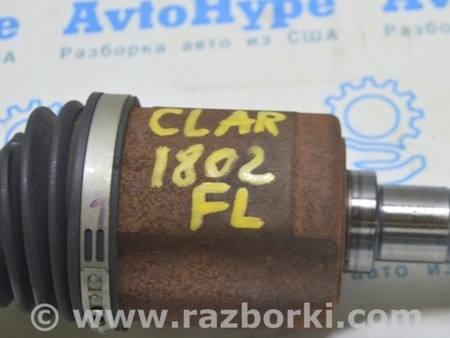 AvtoHype
Разборка авто из США
CLAR
1802
FL
© www.razborki.com